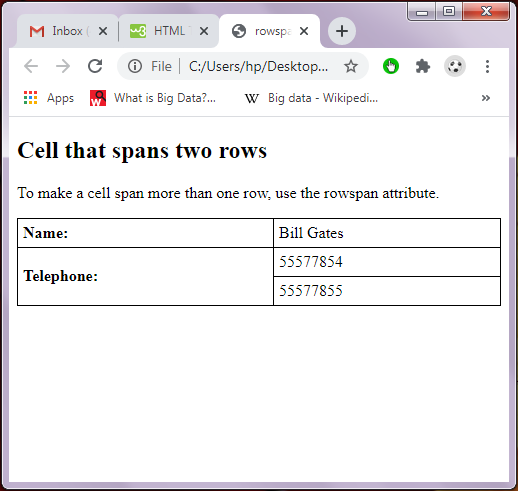 Inbox (
HTML
rowspa
File
C:/Users/hp/Desktop...
Apps
What is Big Data?...
Big data - Wikipedi...
»
Cell that spans two rows
To make a cell span more than one row, use the rowspan attribute.
Name: Bill Gates
Telephone: 55577854
55577855